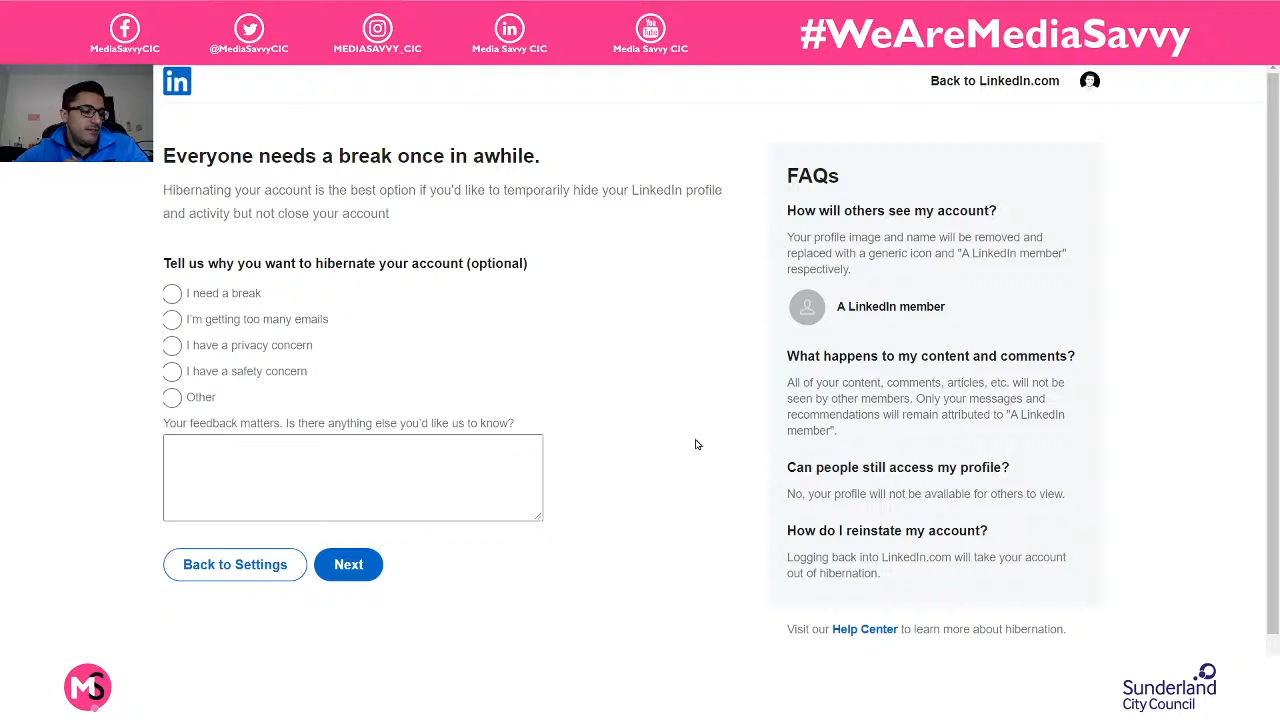 MediaSavvyCIC
@MediaSavvyCIC
MEDIASAVVY_CIC
in
Media Savvy CIC
You
Tube
Media Savvy CIC
#WeAreMediaSavvy
in
Back to LinkedIn.com
Everyone needs a break once in awhile.
Hibernating your account is the best option if you'd like to temporarily hide your LinkedIn profile
and activity but not close your account
Tell us why you want to hibernate your account (optional)
I need a break
I'm getting too many emails
I have a privacy concern
I have a safety concern
Other
Your feedback matters. Is there anything else you'd like us to know?
Back to Settings
Next
FAQs
How will others see my account?
Your profile image and name will be removed and
replaced with a generic icon and "A LinkedIn member"
respectively.
A LinkedIn member
What happens to my content and comments?
All of your content, comments, articles, etc. will not be
seen by other members. Only your messages and
recommendations will remain attributed to "A LinkedIn
member".
Can people still access my profile?
No, your profile will not be available for others to view.
How do I reinstate my account?
Logging back into LinkedIn.com will take your account
out of hibernation.
Visit our Help Center to learn more about hibernation.
MS
Sunderland
City Council